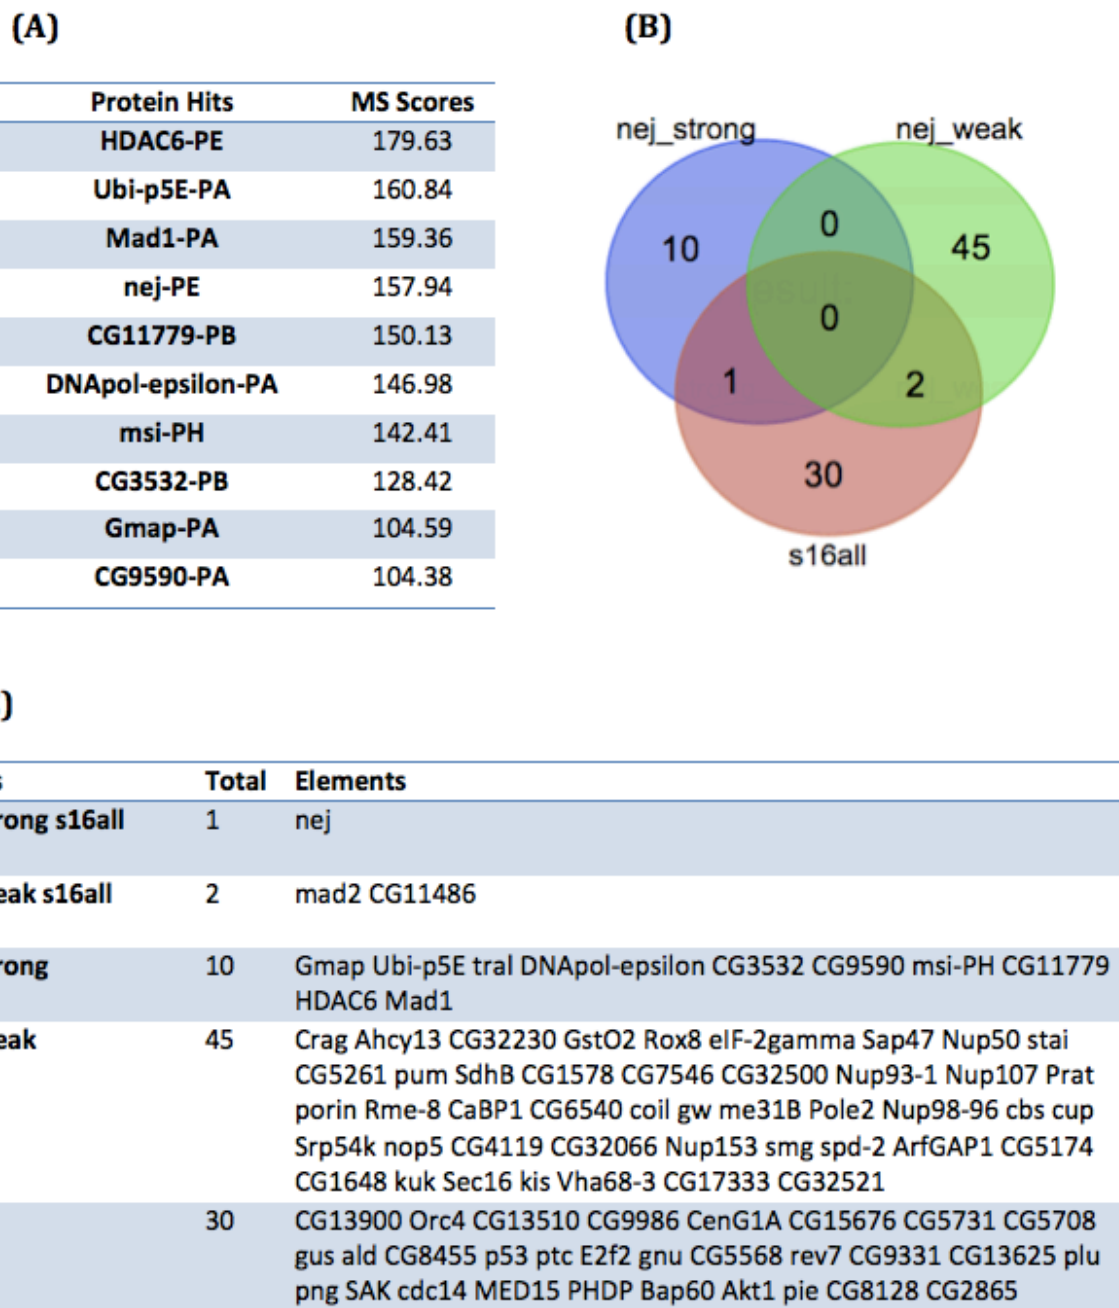 (A)
(B)
Protein Hits MS Scores
HDAC6-PE 179.63
Ubi-p5E-PA 160.84
Mad1-PA 159.36
nej-PE 157.94
CG11779-PB 150.13
DNApol-epsilon-PA 146.98
msi-PH 142.41
CG3532-PB 128.42
Gmap-PA 104.59
CG9590-PA 104.38
nej_strong nej_weak
10
0
45
0
1
2
30
s16all
)
s Total Elements
rong s16all 1 nej
eak s16all 2 mad2 CG11486
rong 10 Gmap Ubi-p5E tral DNApol-epsilon CG3532 CG9590 msi-PH CG11779
HDAC6 Mad1
eak 45 Crag Ahcy13 CG32230 GstO2 Rox8 eIF-2gamma Sap47 Nup50 stai
CG5261 pum SdhB CG1578 CG7546 CG32500 Nup93-1 Nup107 Prat
porin Rme-8 CaBP1 CG6540 coil gw me31B Pole2 Nup98-96 cbs cup
Srp54k nop5 CG4119 CG32066 Nup153 smg spd-2 ArfGAP1 CG5174
CG1648 kuk Sec16 kis Vha68-3 CG17333 CG32521
30 CG13900 Orc4 CG13510 CG9986 CenG1A CG15676 CG5731 CG5708
gus ald CG8455 p53 ptc E2f2 gnu CG5568 rev7 CG9331 CG13625 plu
png SAK cdc14 MED15 PHDP Bap60 Akt1 pie CG8128 CG2865